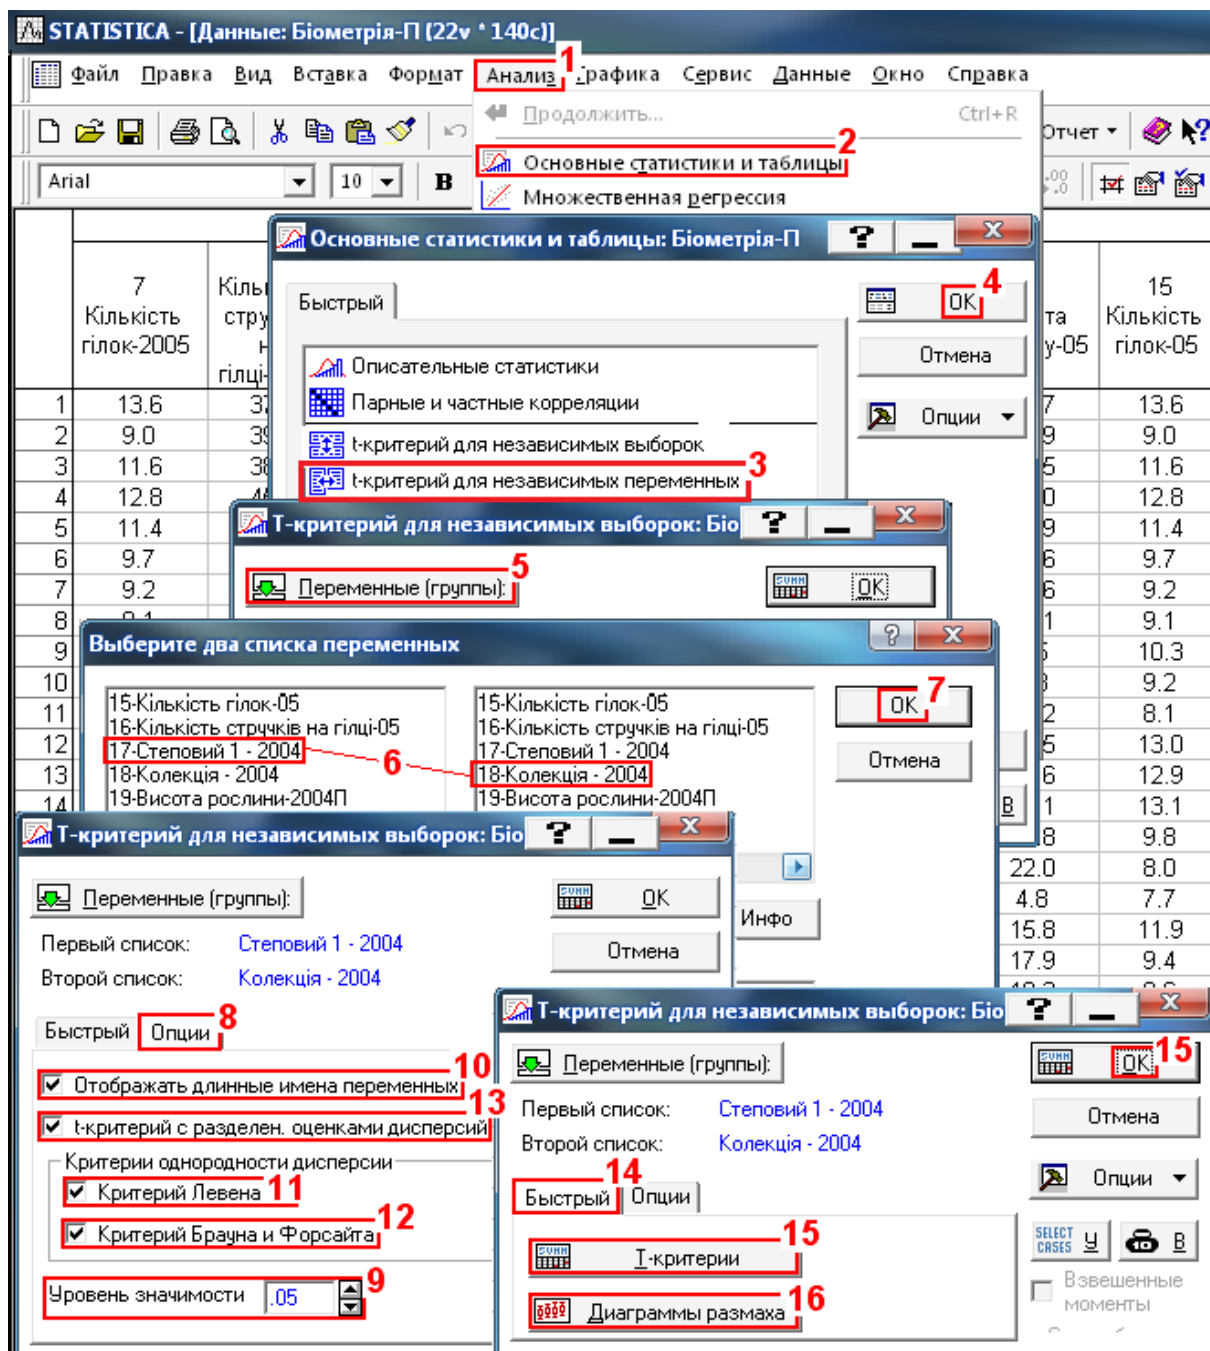 STATISTICA - [Данные: Біометрія-П (22v * 140c)]
1
Файл Правка Вид Вставка Формат Анализ Графика Сервис Данные Окно Справка
Продолжить... Ctrl+R
Отчет
2
Основные статистики и таблицы
Arial 10 B
Множественная регрессия
Основные статистики и таблицы: Біометрія-П
7
Кількість
гілок-2005
15
Кількість
гілок-05
Быстрый
4
OK
Отмена
Опции
Описательные статистики
Парные и частные корреляции
t-критерий для независимых выборок
3
t-критерий для независимых переменных
1 13.6 13.6
2 9.0 9.0
3 11.6 11.6
4 12.8 12.8
5 11.4 11.4
6 9.7 9.7
7 9.2 9.2
8 9.1
9 10.3
10 9.2
11 8.1
12 13.0
13 12.9
14 13.1
9.8
22.0 8.0
4.8 7.7
15.8 11.9
17.9 9.4
Т-критерий для независимых выборок: Біо
5
Переменные (группы):
OK
Выберите два списка переменных
15-Кількість гілок-05
16-Кількість стручків на гілці-05
17-Степовий 1 - 2004
18-Колекція - 2004
19-Висота рослини-2004П
6
15-Кількість гілок-05
16-Кількість стручків на гілці-05
17-Степовий 1 - 2004
18-Колекція - 2004
19-Висота рослини-2004П
7
OK
Отмена
Инфо
В
Т-критерий для независимых выборок: Біо
Переменные (группы):
OK
Первый список: Степовий 1 - 2004
Отмена
Второй список: Колекція - 2004
Быстрый Опции 8
10
Отображать длинные имена переменных
13
t-критерий с разделен. оценками дисперсий
Критерии однородности дисперсии
Критерий Левена 11
Критерий Брауна и Форсайта 12
Уровень значимости .05 9
Т-критерий для независимых выборок: Біо
Переменные (группы):
OK 15
Первый список: Степовий 1 - 2004
Отмена
Второй список: Колекція - 2004
14
Быстрый Опции
Опции
15
Т-критерии
SELECT CASES У В
16
Диаграммы размаха
Взвешенные
моменты